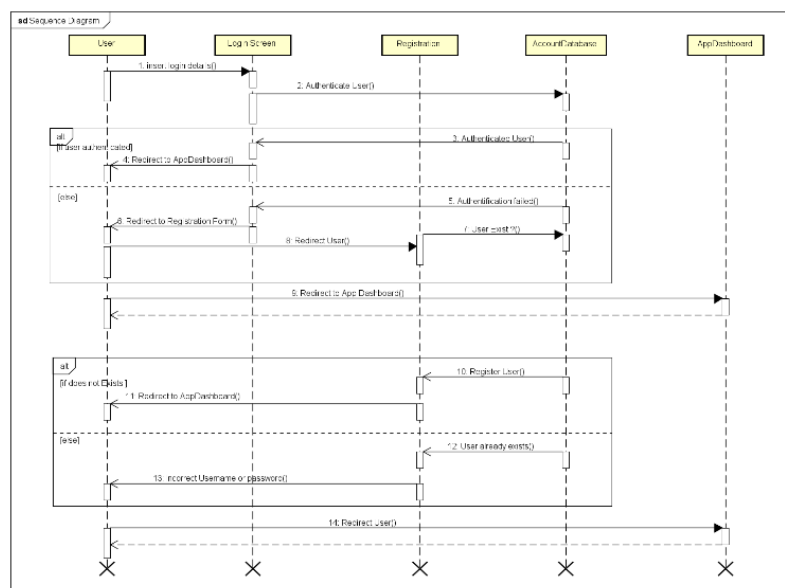 sd Sequence Diagram
User
Login Screen
Registration
AccountDatabase
AppDashboard
1: insert login details()
2: Authenticate User()
alt
[If user authenticated]
3: Authenticated User()
4: Redirect to AppDashboard()
[else]
5: Authentification failed()
6: Redirect to Registration Form()
7: User Exist ?()
8: Redirect User()
9: Redirect to App Dashboard()
alt
[if does not Exists ]
10: Register User()
11: Redirect to AppDashboard()
[else]
12: User already exists()
13: Incorrect Username or password()
14: Redirect User()